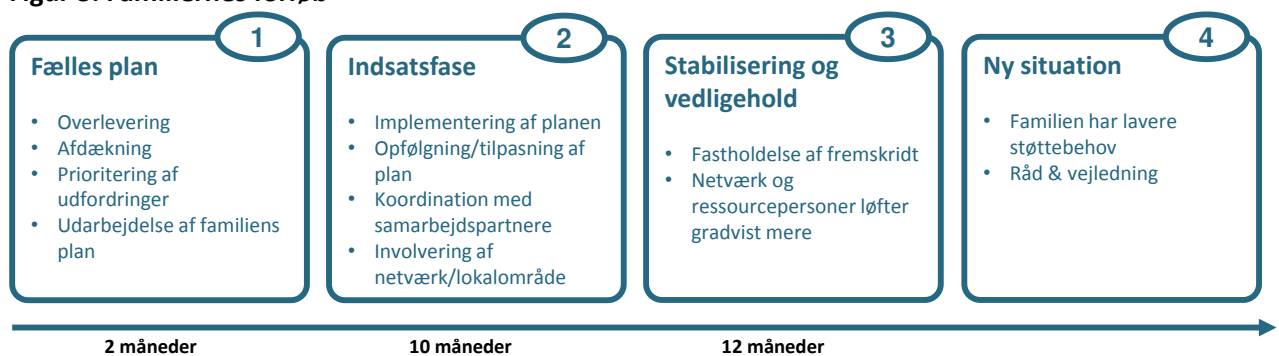 1
Fælles plan
• Overlevering
• Afdækning
• Prioritering af
udfordringer
• Udarbejdelse af familiens
plan
2
Indsatsfase
• Implementering af planen
• Opfølgning/tilpasning af
plan
• Koordination med
samarbejdspartnere
• Involvering af
netværk/lokalområde
3
Stabilisering og
vedligehold
• Fastholdelse af fremskridt
• Netværk og
ressourcepersoner løfter
gradvist mere
4
Ny situation
• Familien har lavere
støttebehov
• Råd & vejledning
2 måneder
10 måneder
12 måneder